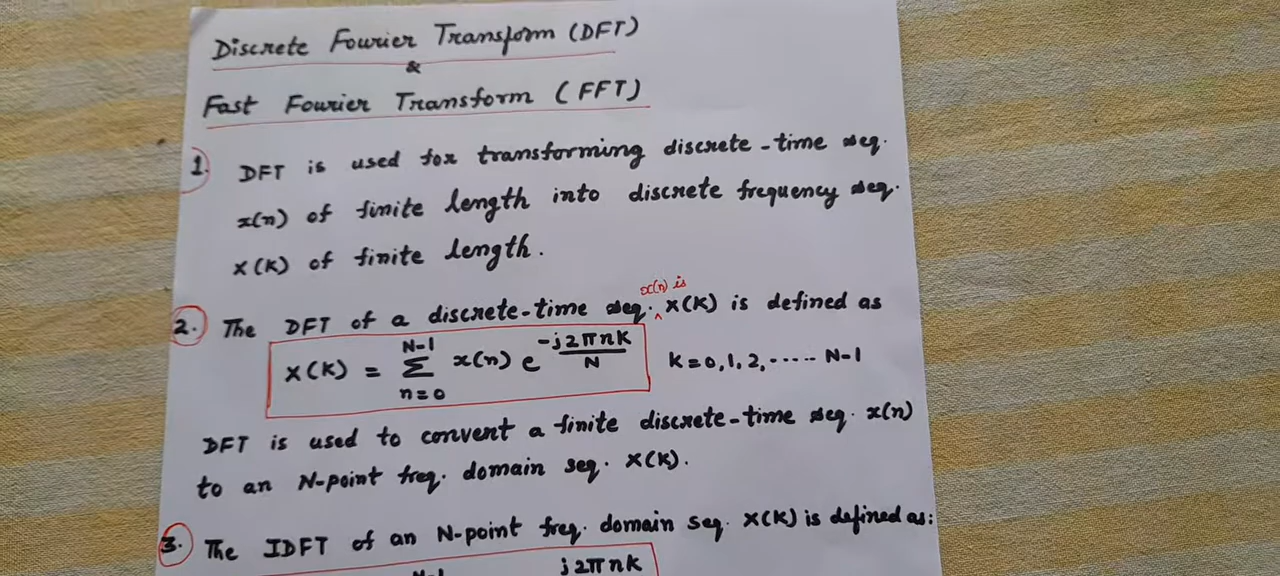 Discrete Fourier Transform (DFT)
&
Fast Fourier Transform (FFT)
1. DFT is used for transforming discrete-time seq.
x(n) of finite length into discrete frequency seq.
X(K) of finite length.
x(n) is
2. The DFT of a discrete-time seq. ^ X(K) is defined as
X(K) = N-1 Σ n=0 x(n) e -j2πnK/N K=0,1,2,..... N-1
DFT is used to convert a finite discrete-time seq. x(n)
to an N-point freq. domain seq. X(K).
3. The IDFT of an N-point freq. domain seq. X(K) is defined as:
N-1 j2πnK